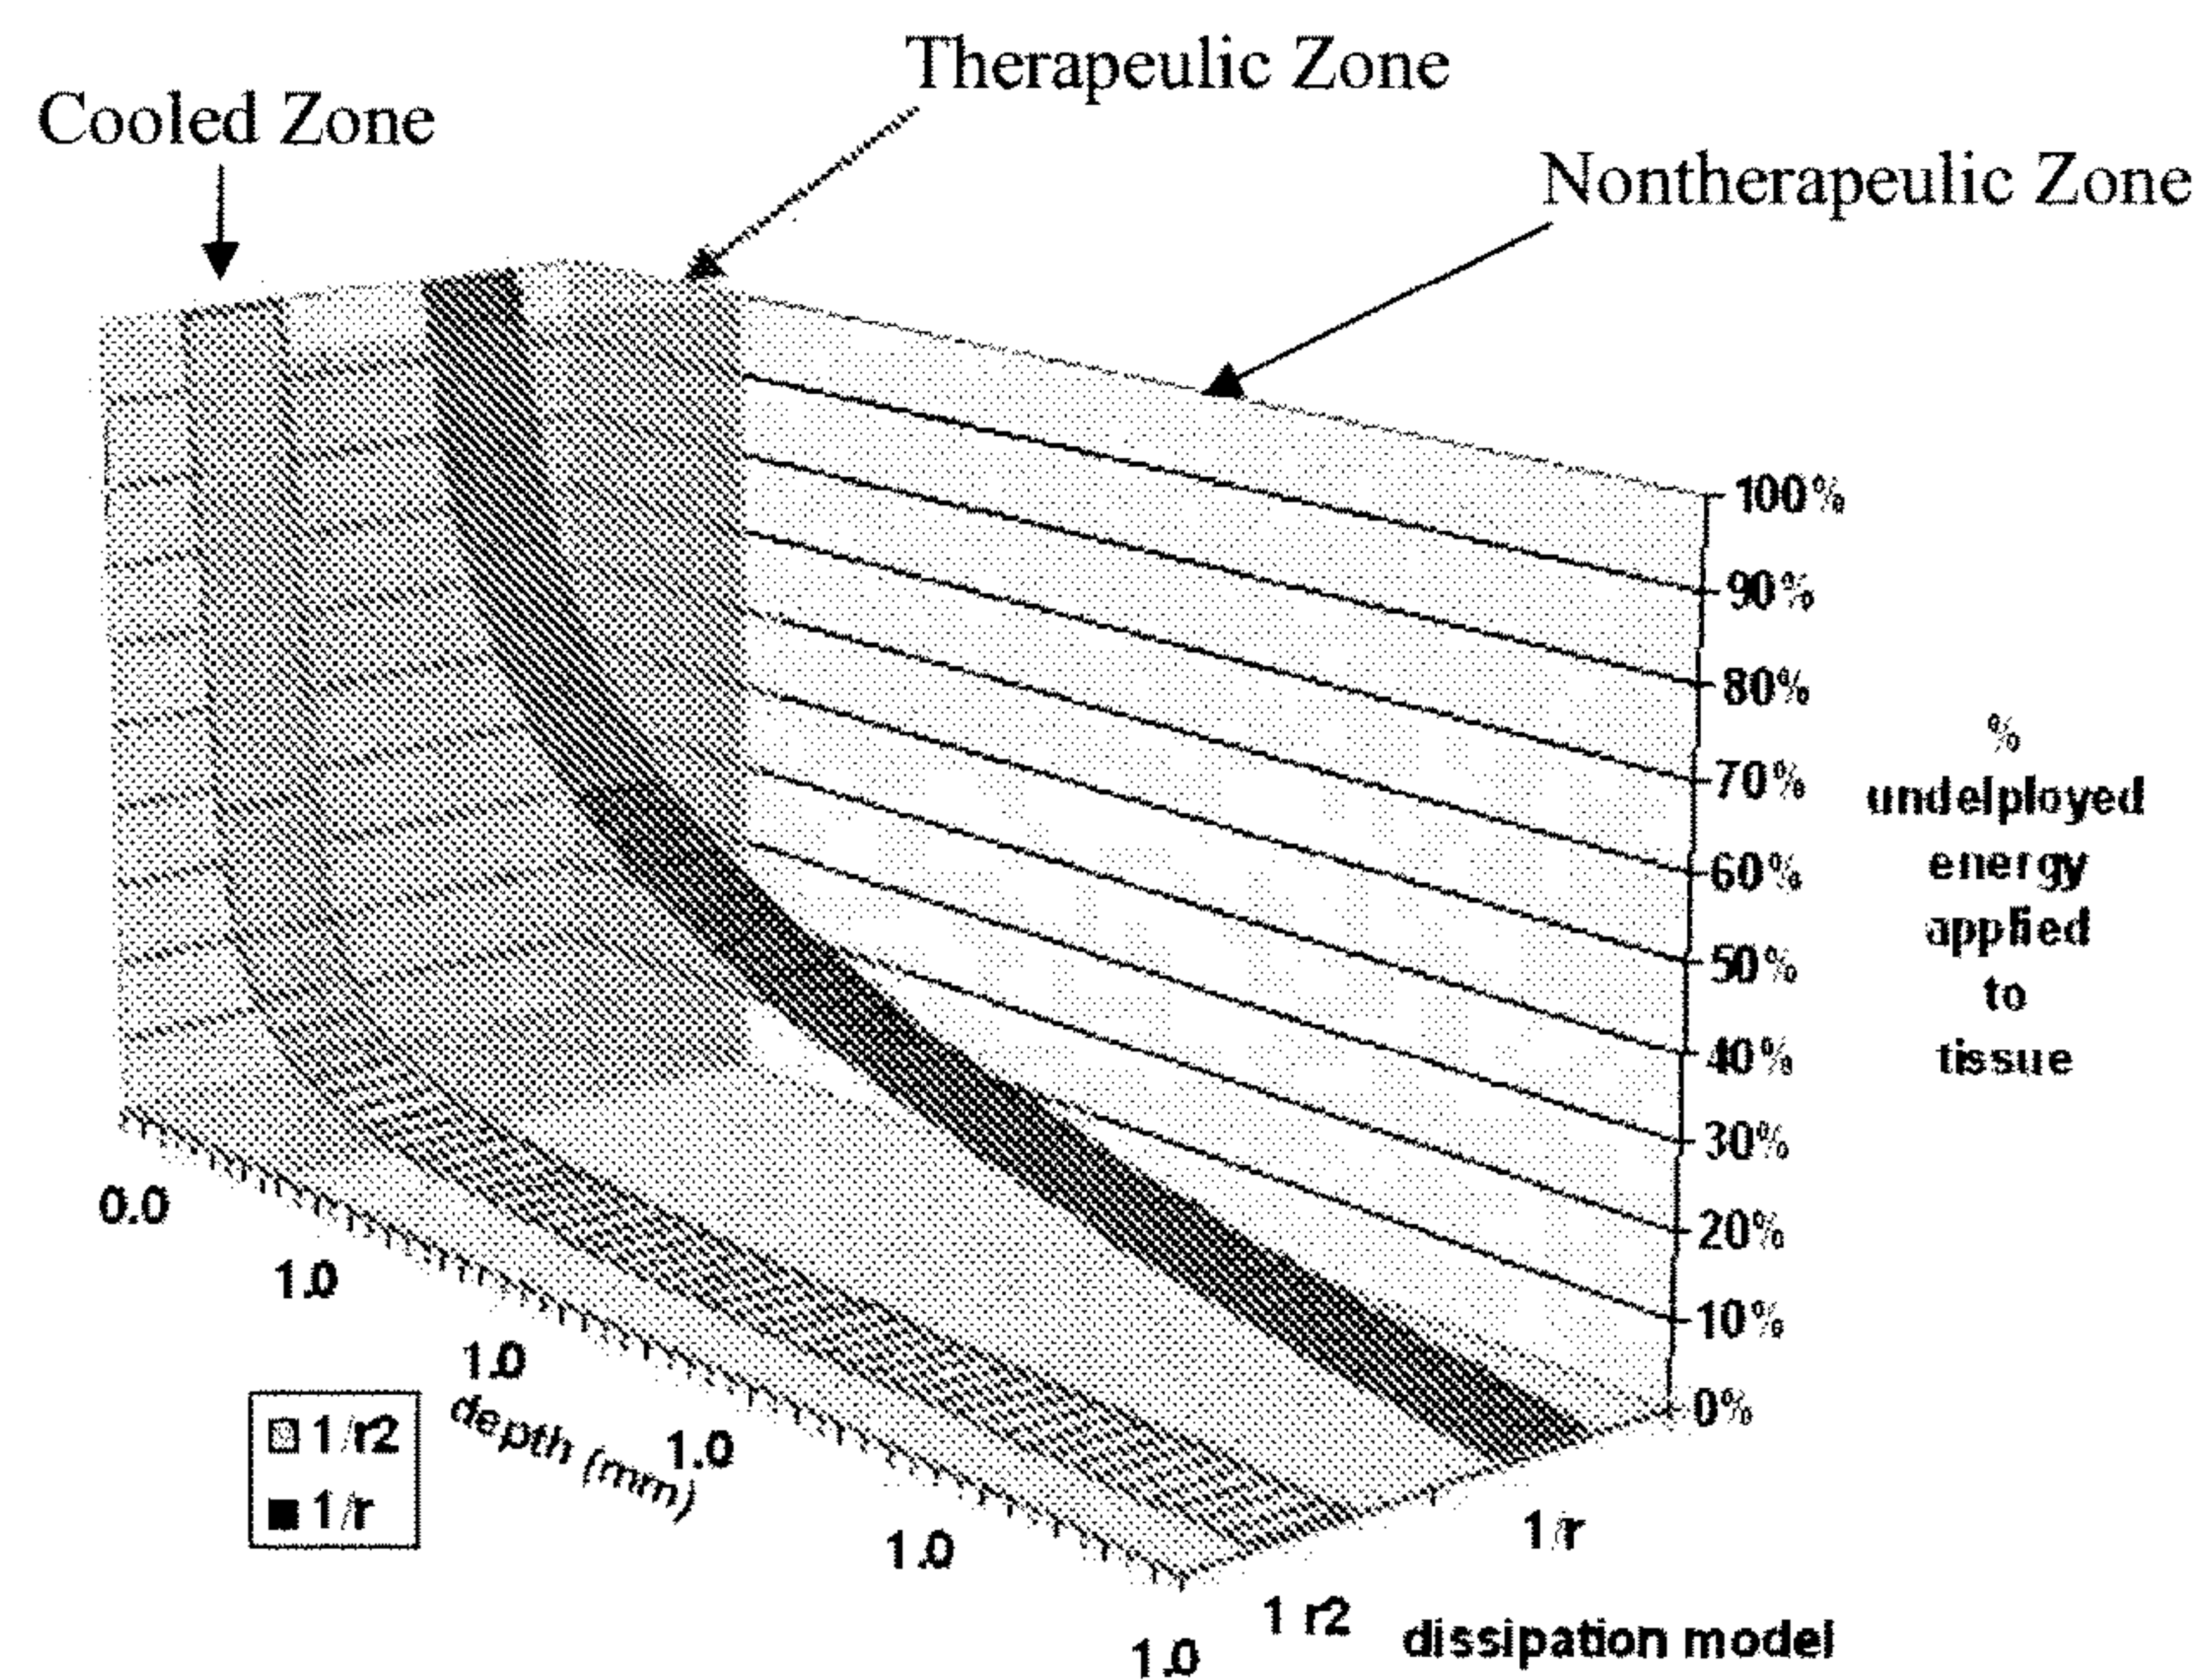 Therapeulic Zone
Cooled Zone
Nontherapeulic Zone
100%
90%
80%
70%
60%
50%
40%
30%
20%
10%
0%
%
undelployed
energy
applied
to
tissue
0.0
1.0
1.0
1.0
1.0
1.0
depth (mm)
1/r2
1/r
1/r
1 r2
dissipation model